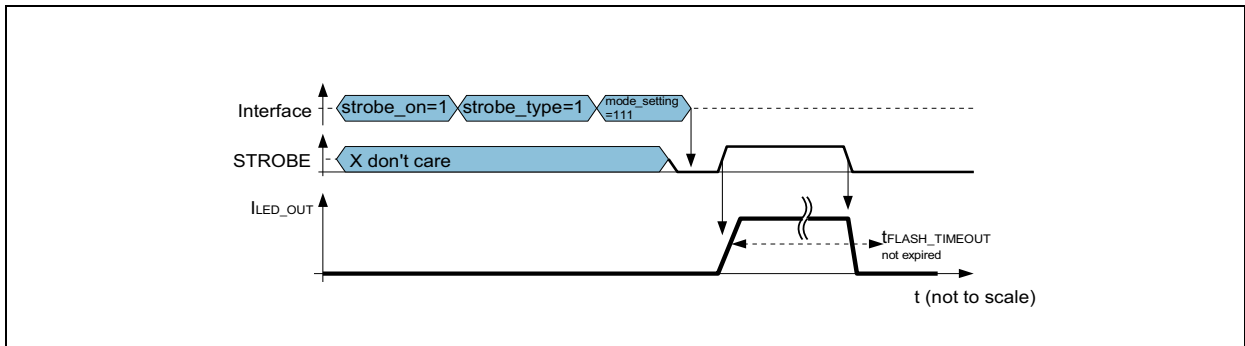 Interface
strobe_on=1
strobe_type=1
mode_setting
=111
STROBE
X don't care
ILED_OUT
tFLASH_TIMEOUT
not expired
t (not to scale)